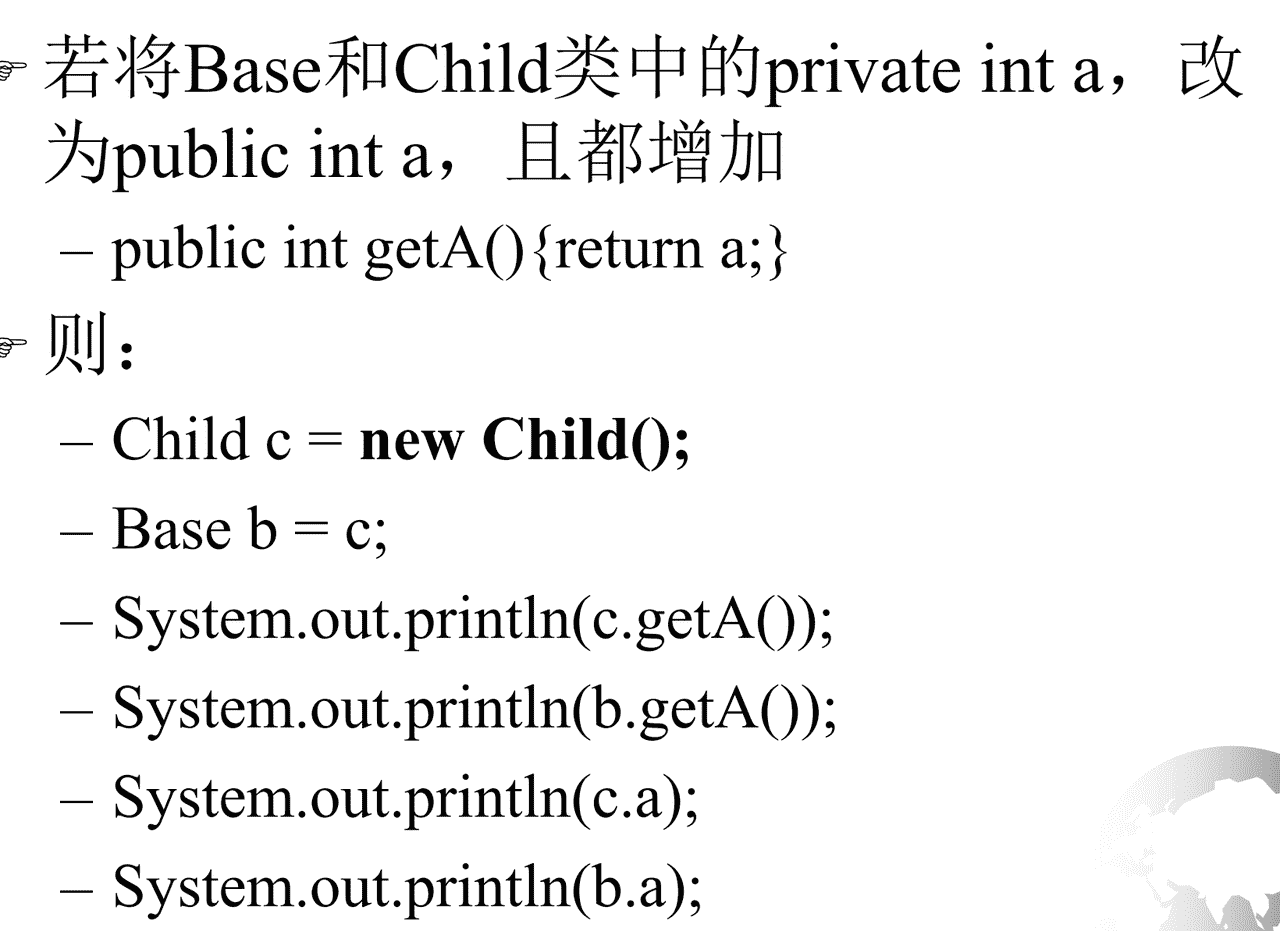 若将Base和Child类中的private int a，改
为public int a，且都增加
– public int getA(){return a;}
则：
– Child c = new Child();
– Base b = c;
– System.out.println(c.getA());
– System.out.println(b.getA());
– System.out.println(c.a);
– System.out.println(b.a);